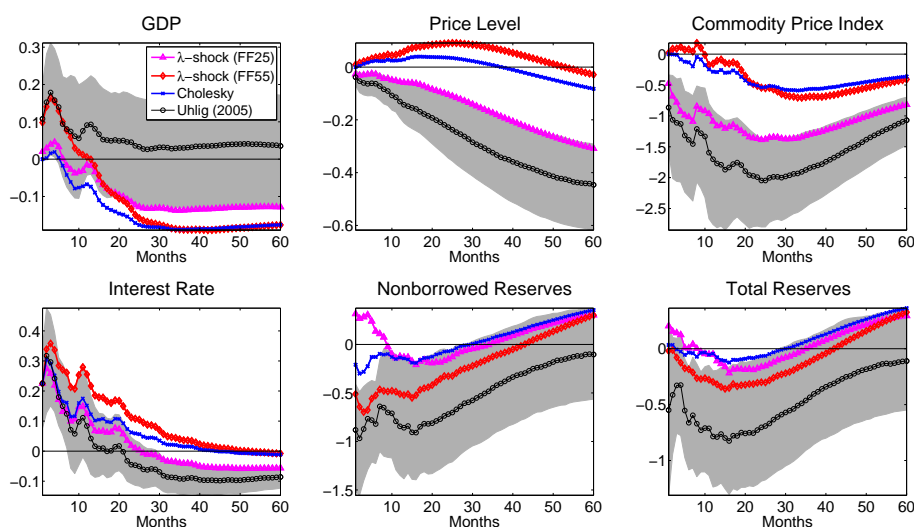 GDP
0.3
0.2
0.1
0
−0.1
10 20 30 40 50 60
Months
λ−shock (FF25)
λ−shock (FF55)
Cholesky
Uhlig (2005)
Price Level
0
−0.2
−0.4
−0.6
10 20 30 40 50 60
Months
Commodity Price Index
0
−0.5
−1
−1.5
−2
−2.5
10 20 30 40 50 60
Months
Interest Rate
0.4
0.3
0.2
0.1
0
−0.1
10 20 30 40 50 60
Months
Nonborrowed Reserves
0
−0.5
−1
−1.5
10 20 30 40 50 60
Months
Total Reserves
0
−0.5
−1
10 20 30 40 50 60
Months